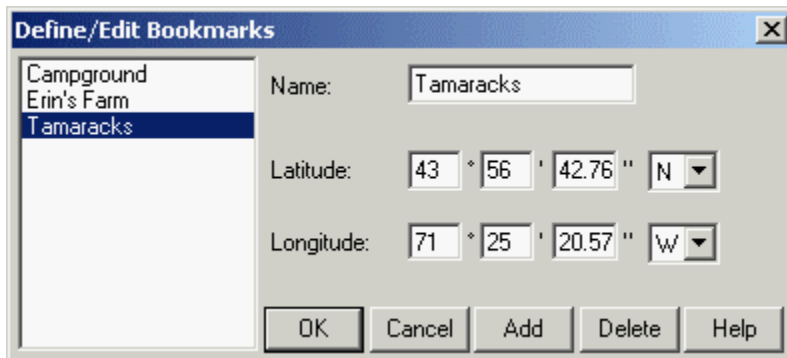 Define/Edit Bookmarks
Campground
Erin's Farm
Tamaracks
Name: Tamaracks
Latitude: 43 ° 56 ' 42.76 " N
Longitude: 71 ° 25 ' 20.57 " W
OK Cancel Add Delete Help